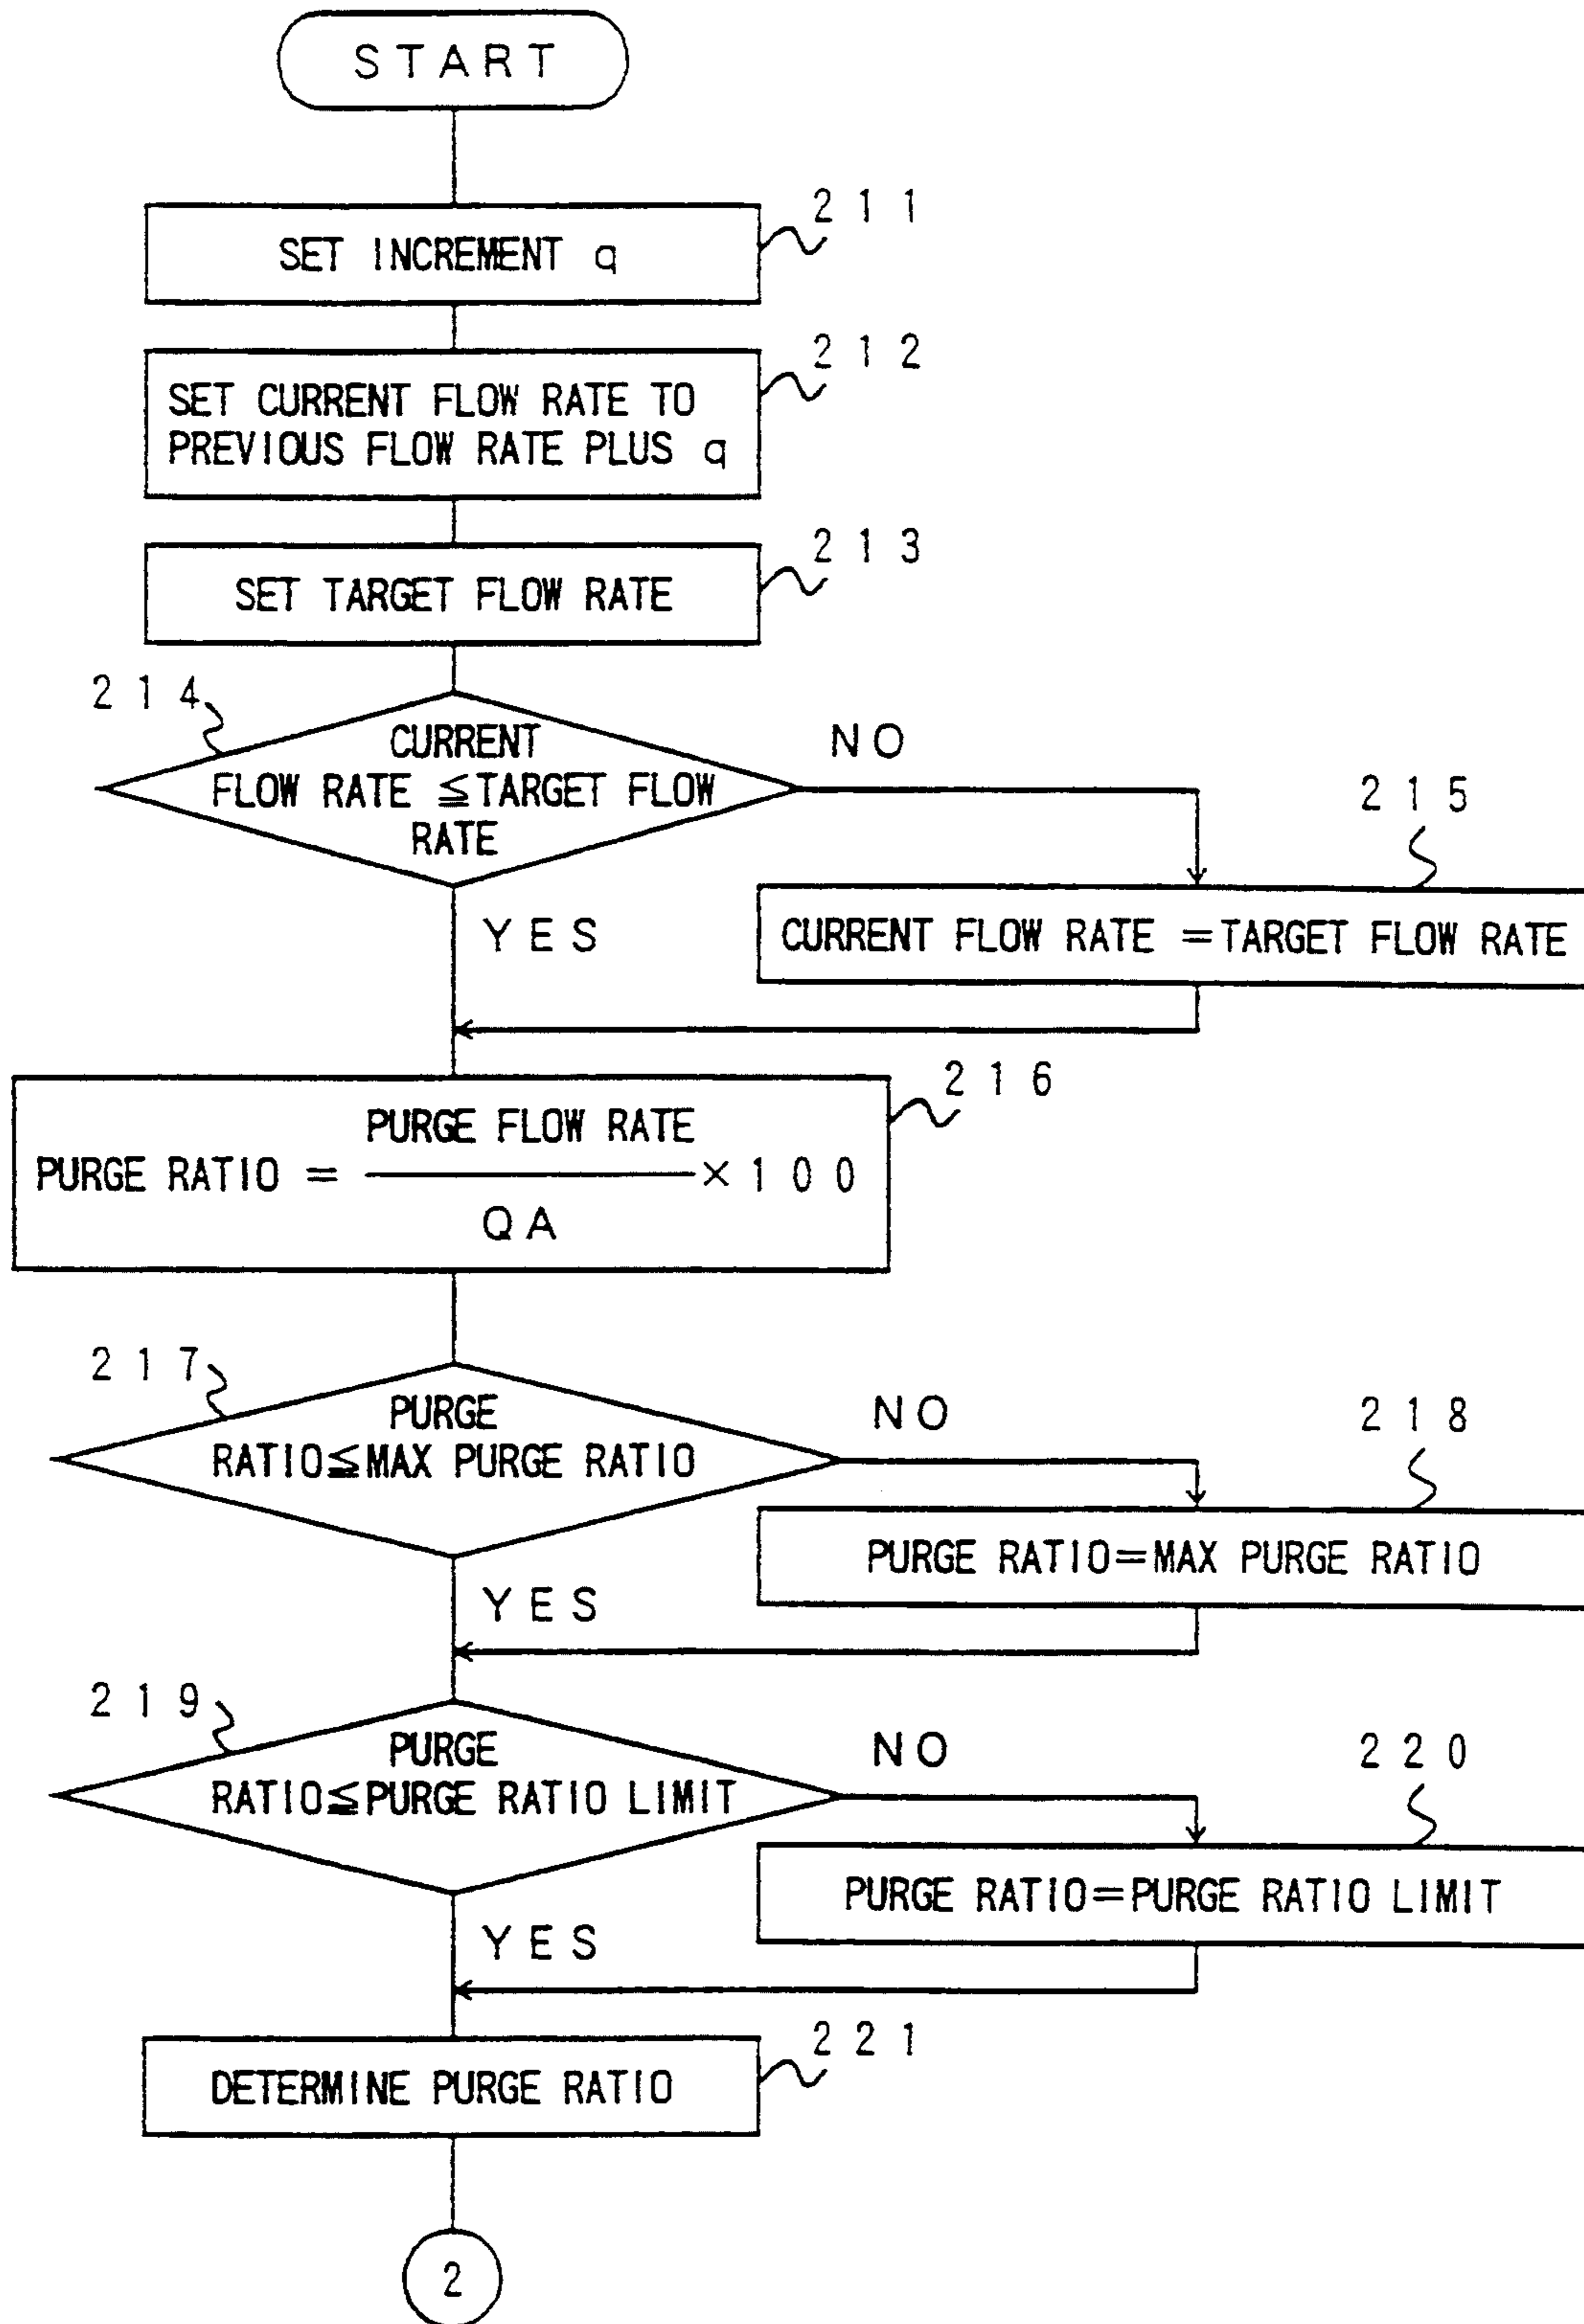 START
211
SET INCREMENT q
212
SET CURRENT FLOW RATE TO
PREVIOUS FLOW RATE PLUS q
213
SET TARGET FLOW RATE
214
CURRENT
FLOW RATE ≦TARGET FLOW
RATE
NO
YES
215
CURRENT FLOW RATE =TARGET FLOW RATE
216
PURGE FLOW RATE
PURGE RATIO = ×100
QA
217
PURGE
RATIO≦MAX PURGE RATIO
NO
YES
218
PURGE RATIO=MAX PURGE RATIO
219
PURGE
RATIO≦PURGE RATIO LIMIT
NO
YES
220
PURGE RATIO=PURGE RATIO LIMIT
221
DETERMINE PURGE RATIO
2